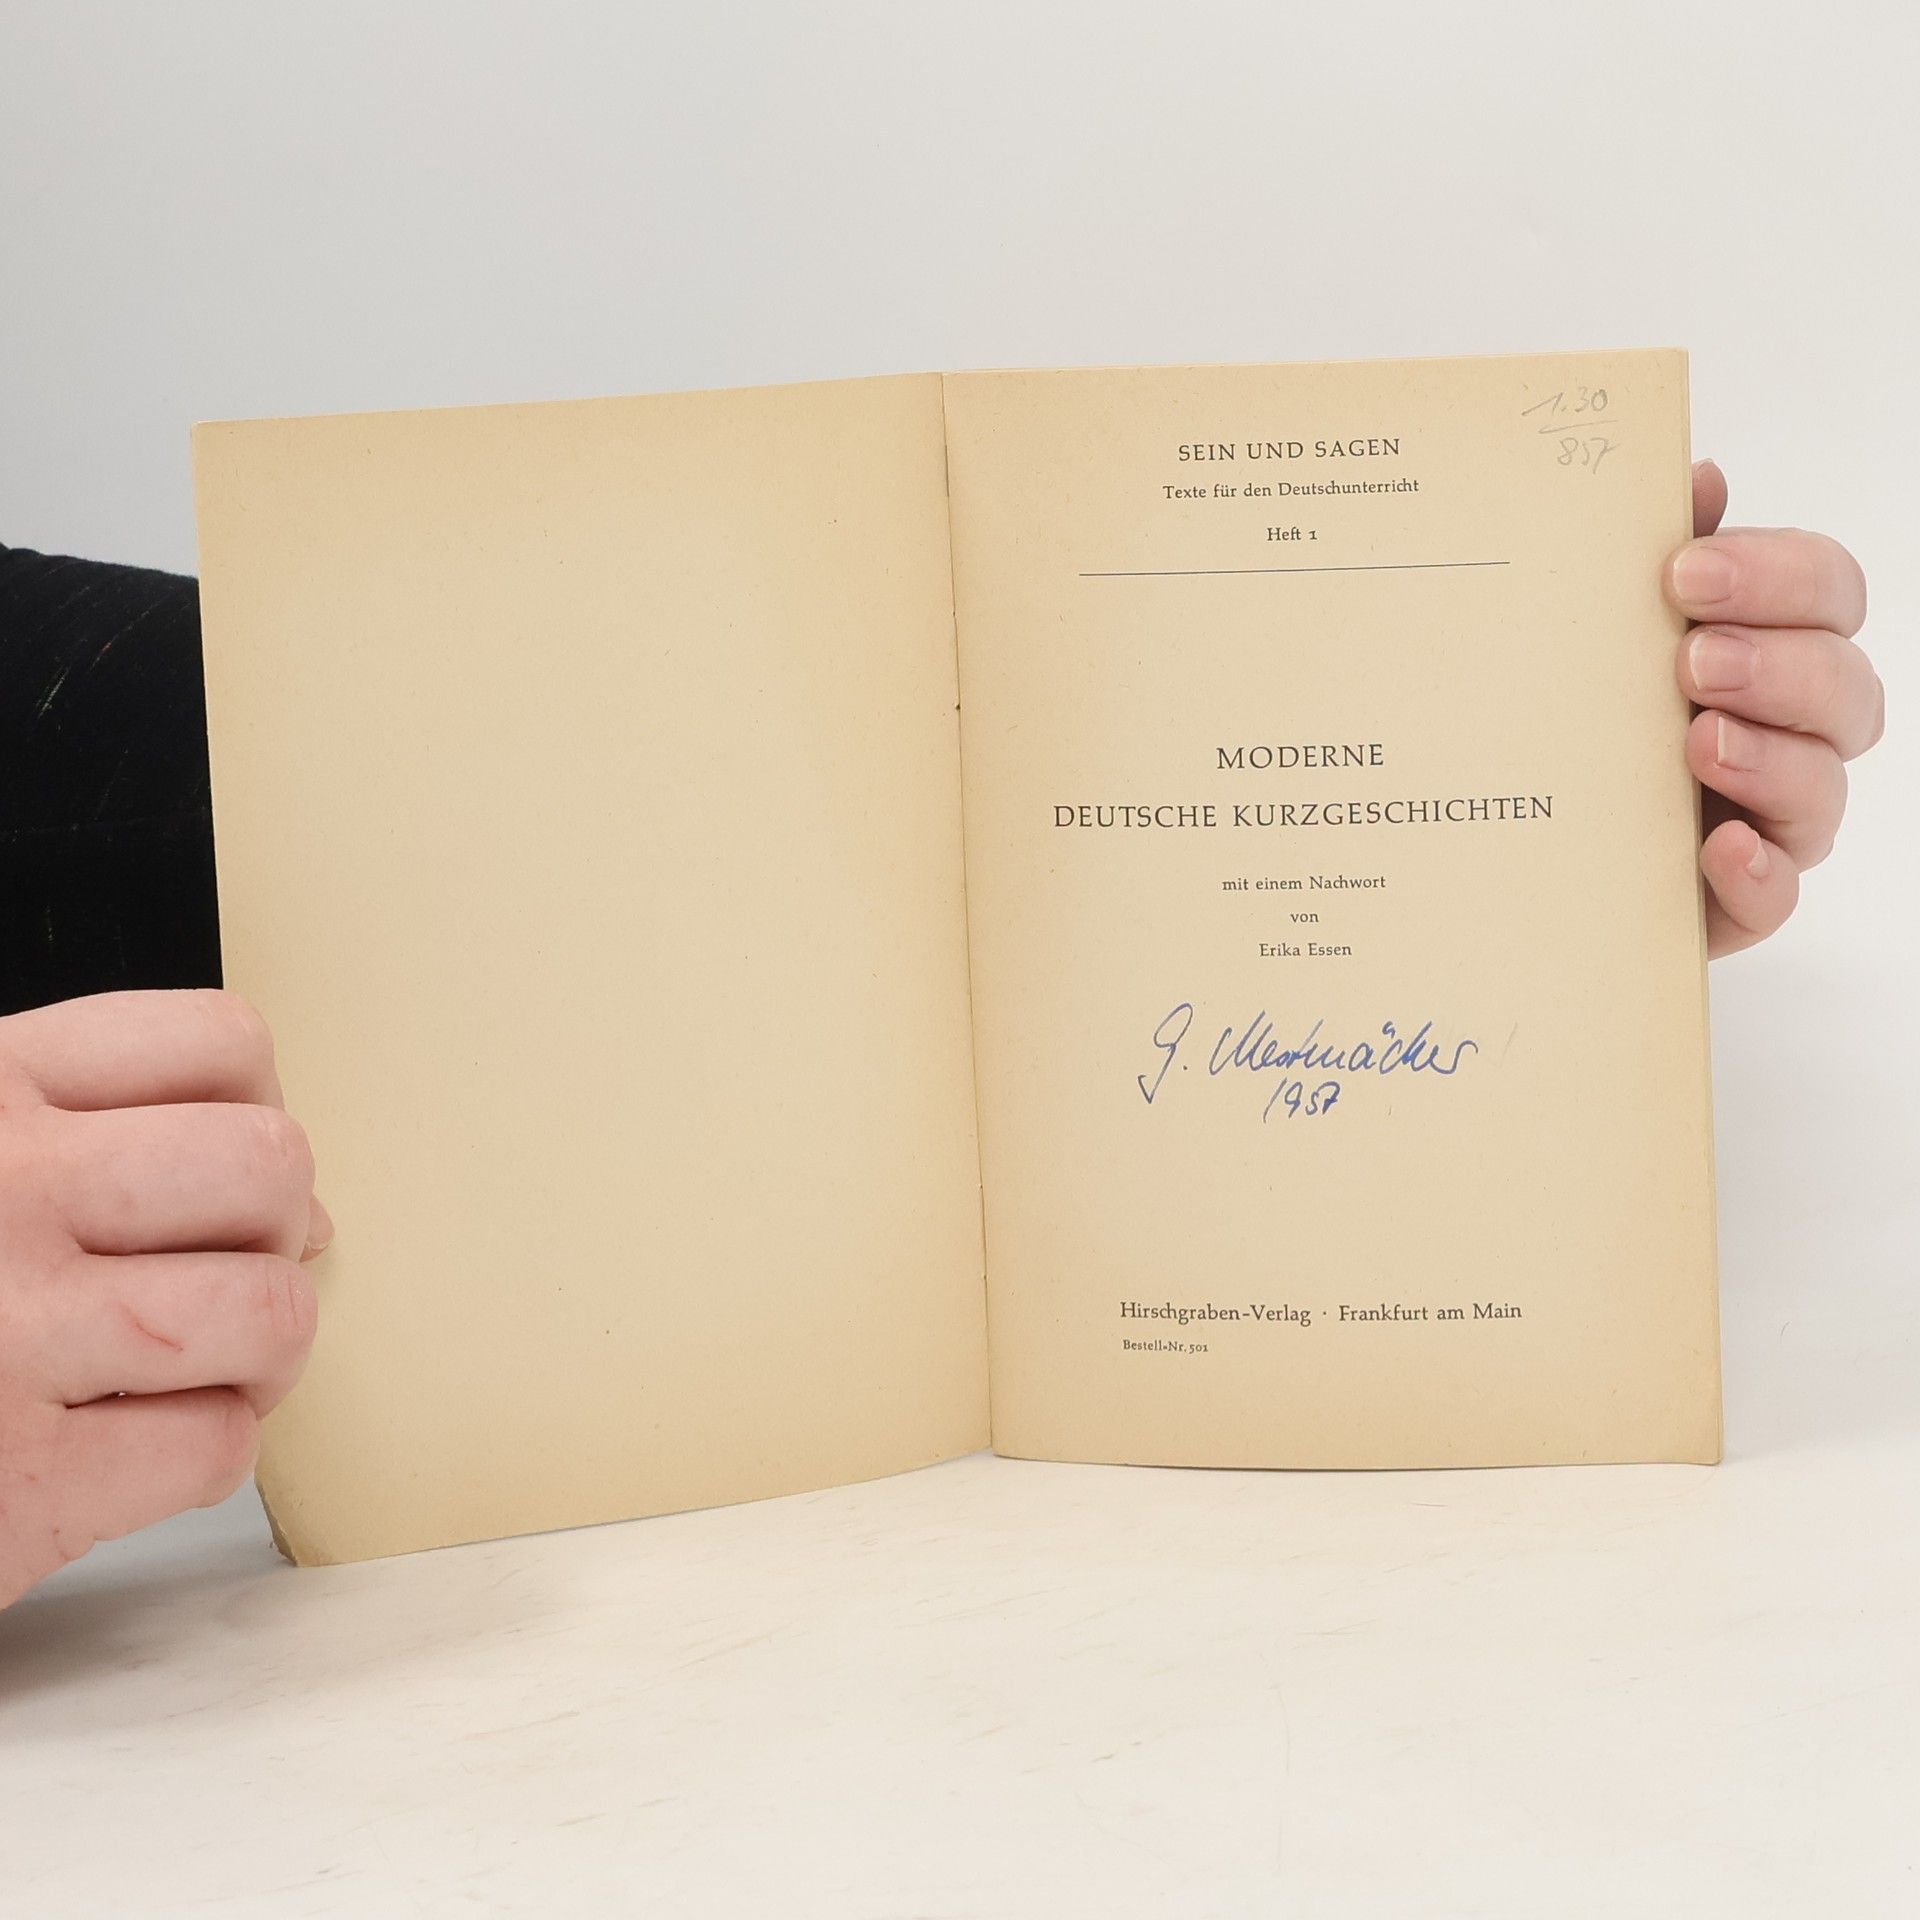 1.30
857
SEIN UND SAGEN
Texte für den Deutschunterricht
Heft 1
MODERNE
DEUTSCHE KURZGESCHICHTEN
mit einem Nachwort
von
Erika Essen
G. Mestmäcker
1957
Hirschgraben-Verlag · Frankfurt am Main
Bestell-Nr. 501